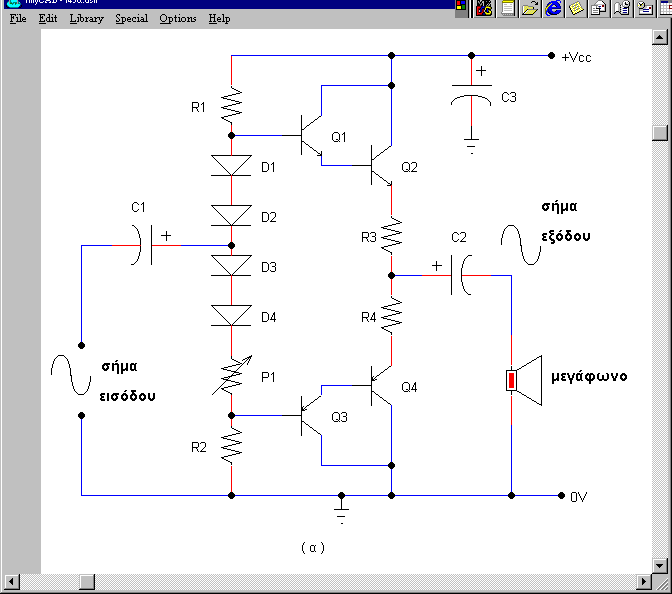 File Edit Library Special Options Help
+Vcc
+
C3
R1
Q1
Q2
D1
C1
D2
σήμα
+
R3
C2
εξόδου
+
D3
D4
R4
σήμα
P1
Q4
μεγάφωνο
εισόδου
Q3
R2
0V
(α)